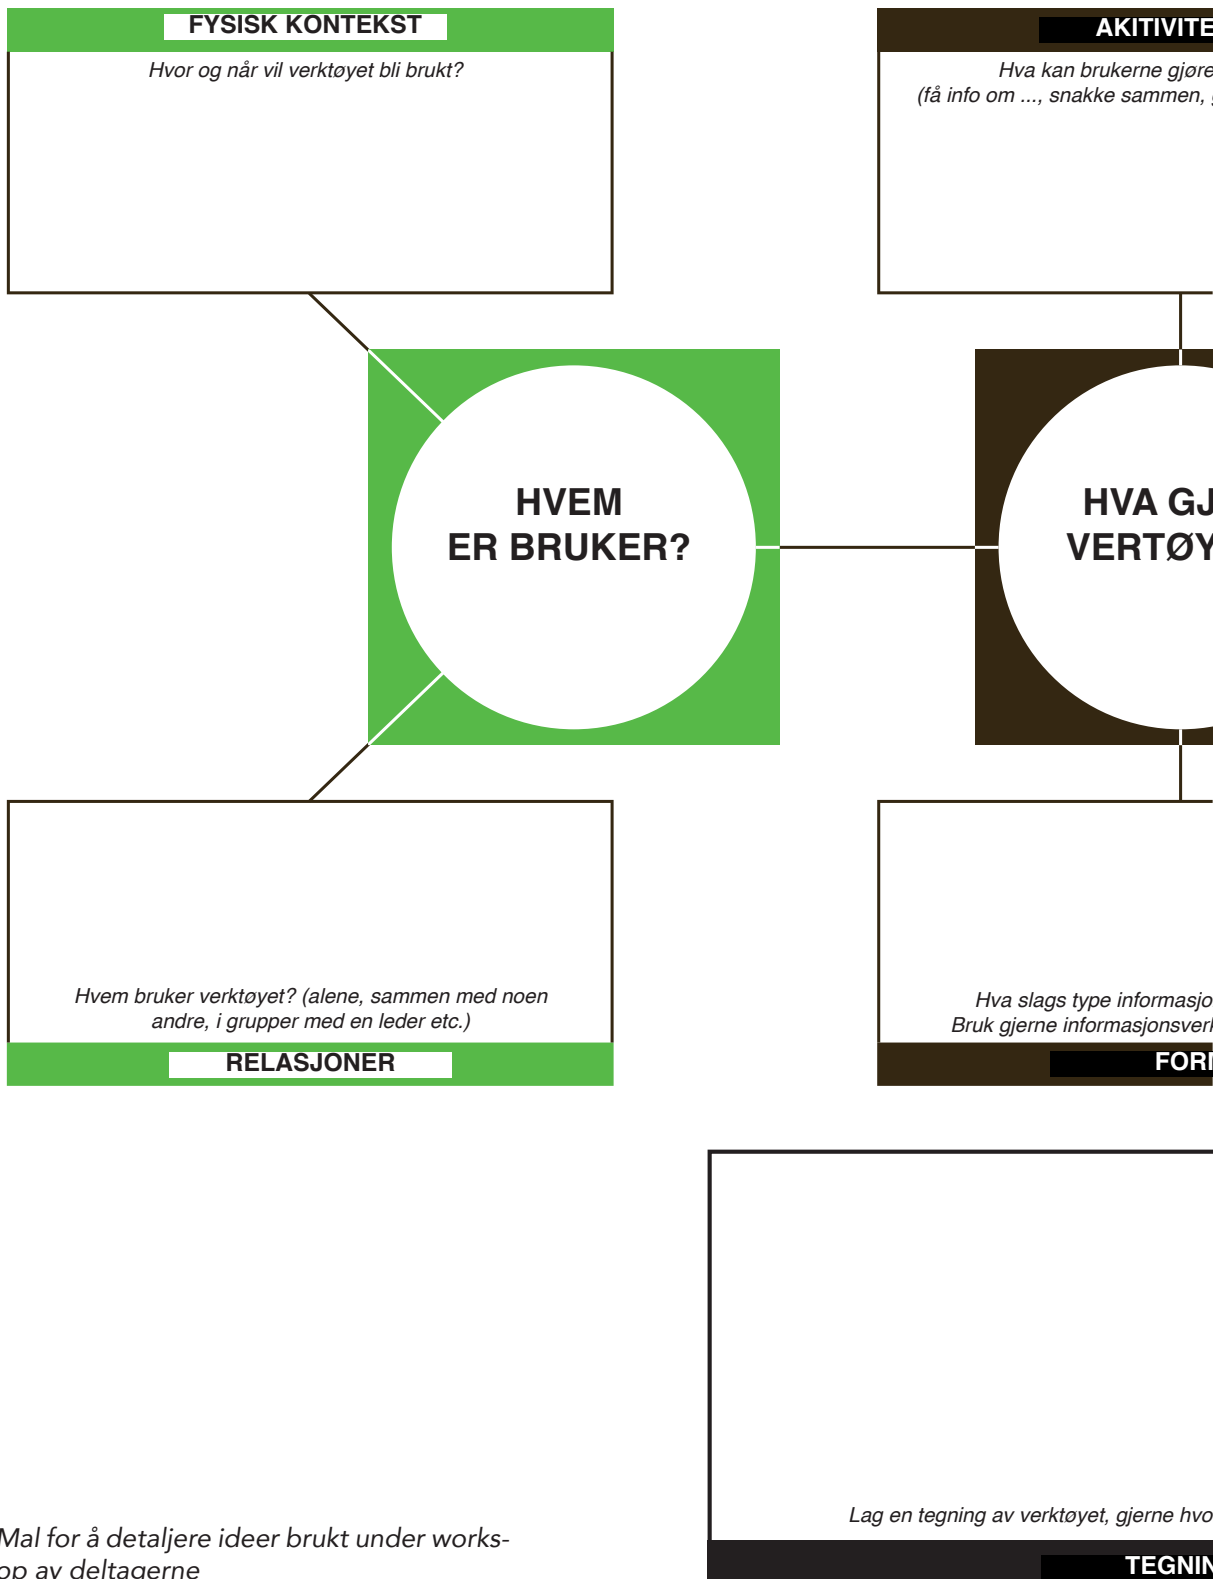 FYSISK KONTEKST
Hvor og når vil verktøyet bli brukt?
AKITIVITE
Hva kan brukerne gjøre
(få info om ..., snakke sammen,
HVEM
ER BRUKER?
HVA GJ
VERTØY
Hvem bruker verktøyet? (alene, sammen med noen
andre, i grupper med en leder etc.)
RELASJONER
Hva slags type informasjo
Bruk gjerne informasjonsverk
FORM
Lag en tegning av verktøyet, gjerne hvo
TEGNIN
Mal for å detaljere ideer brukt under works-
op av deltagerne